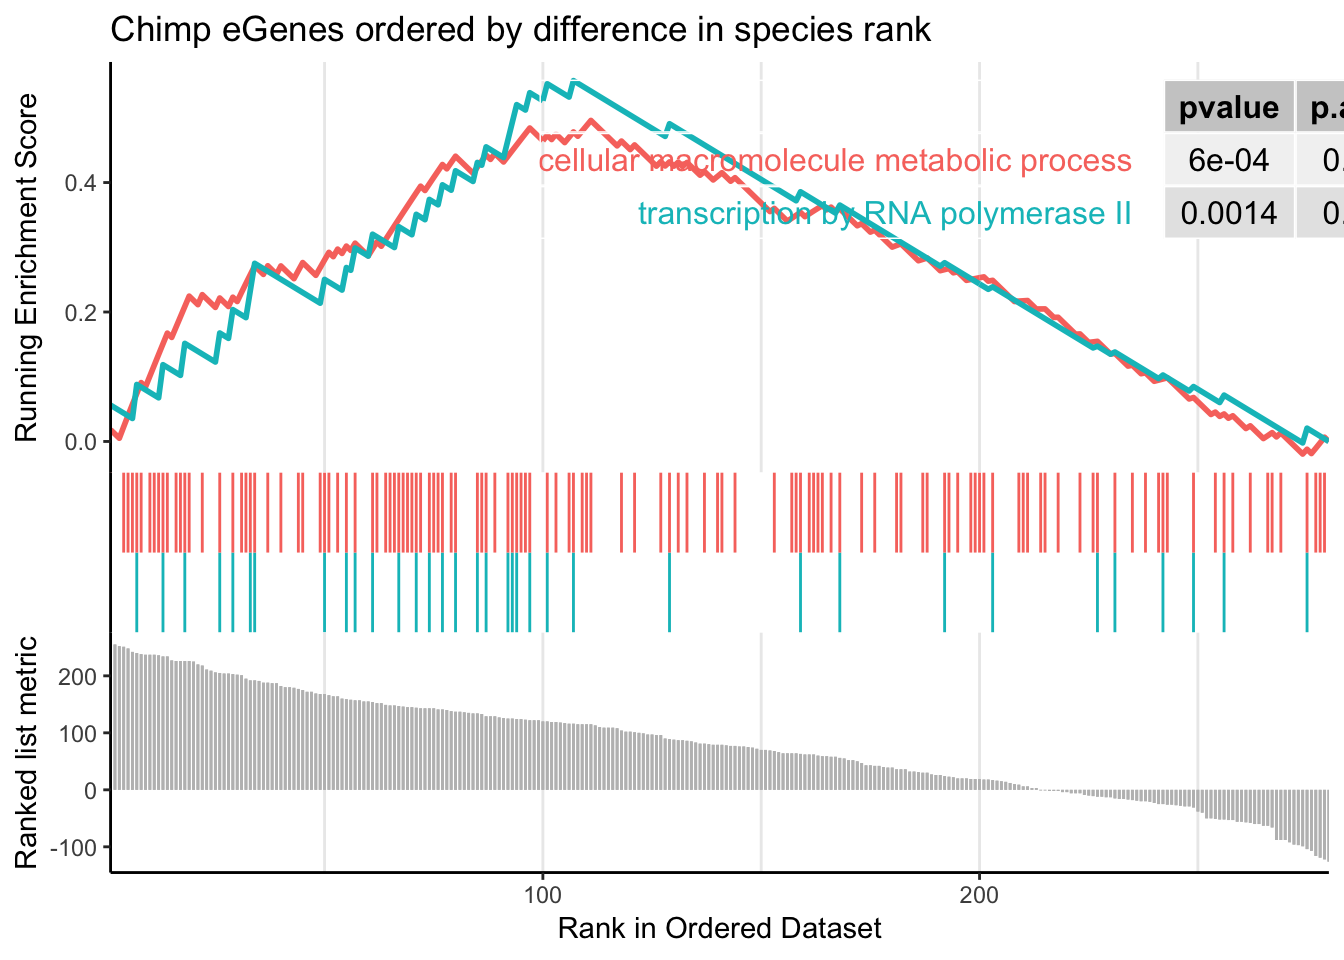 Chimp eGenes ordered by difference in species rank
Running Enrichment Score
0.4
0.2
0.0
pvalue p.a
cellular macromolecule metabolic process 6e-04 0.
transcription by RNA polymerase II 0.0014 0.
Ranked list metric
200
100
0
-100
100 200
Rank in Ordered Dataset